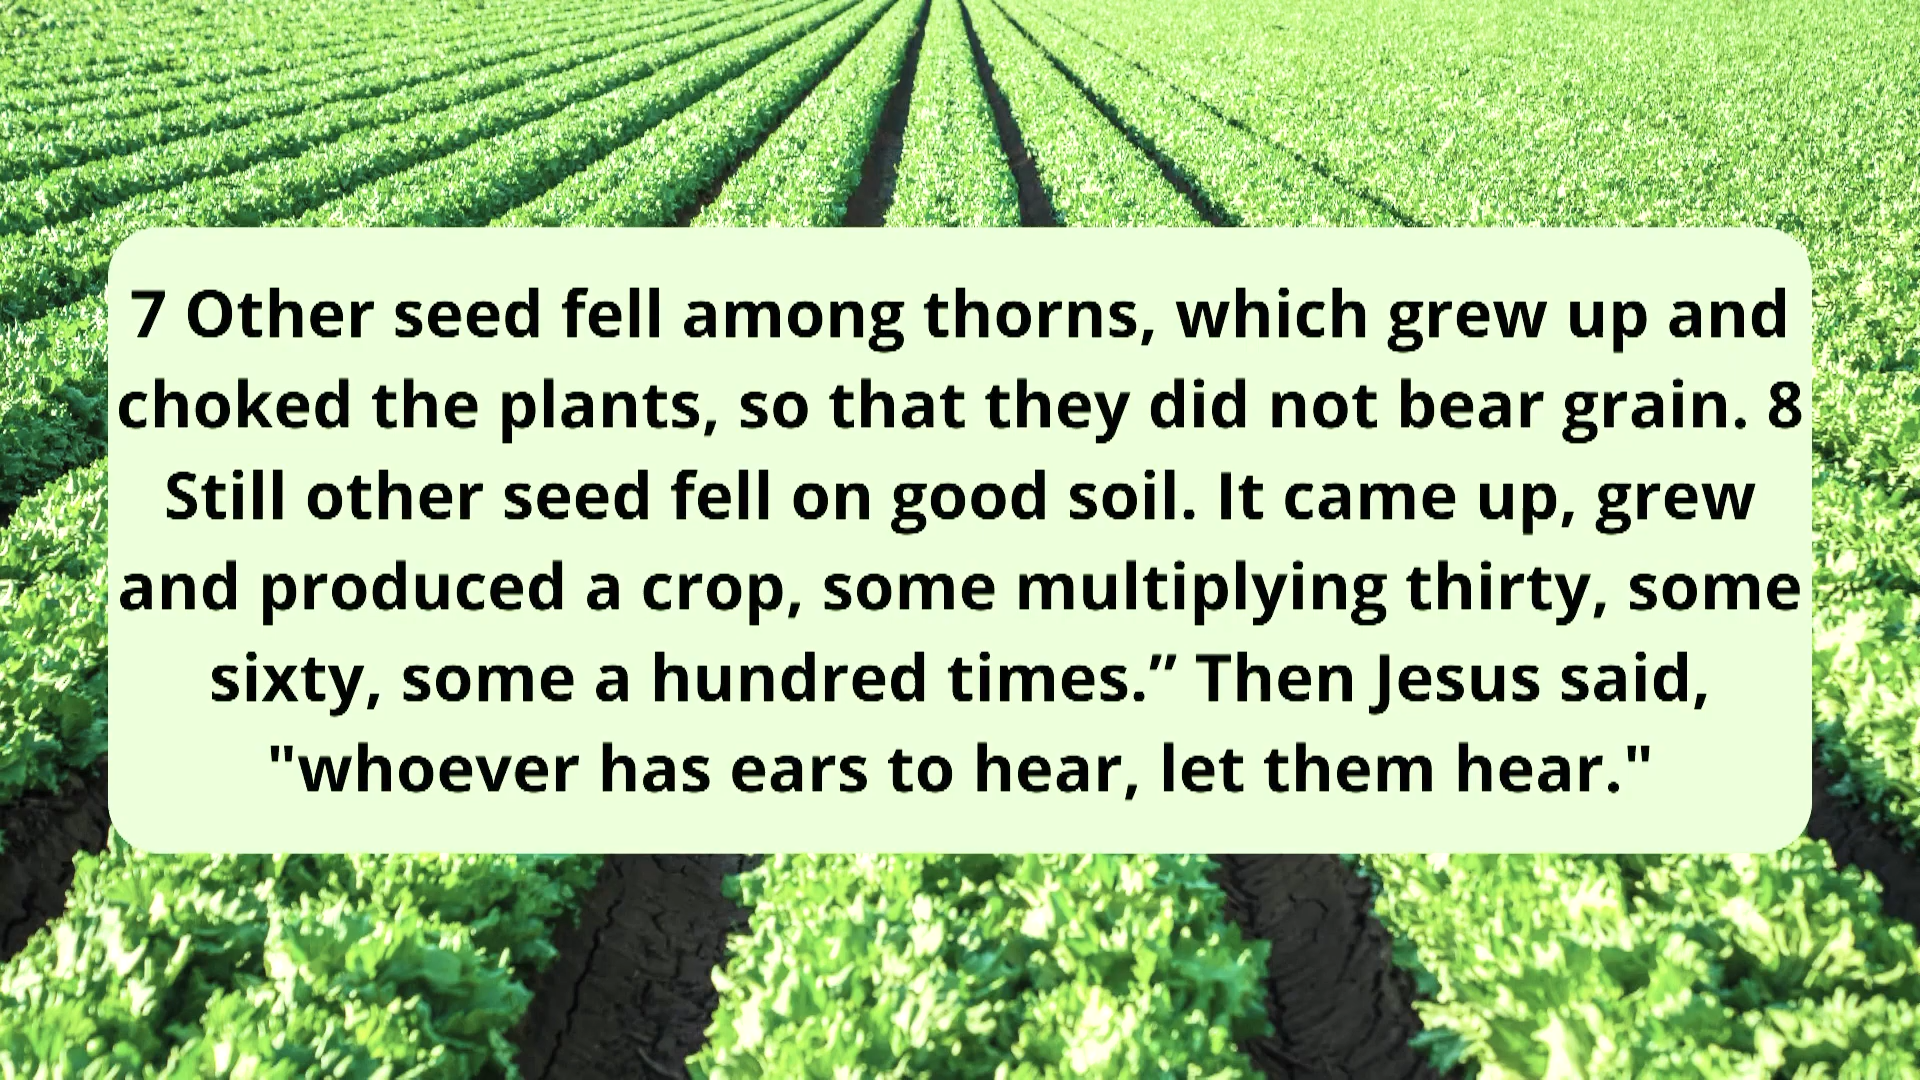 7 Other seed fell among thorns, which grew up and
choked the plants, so that they did not bear grain. 8
Still other seed fell on good soil. It came up, grew
and produced a crop, some multiplying thirty, some
sixty, some a hundred times.” Then Jesus said,
"whoever has ears to hear, let them hear."